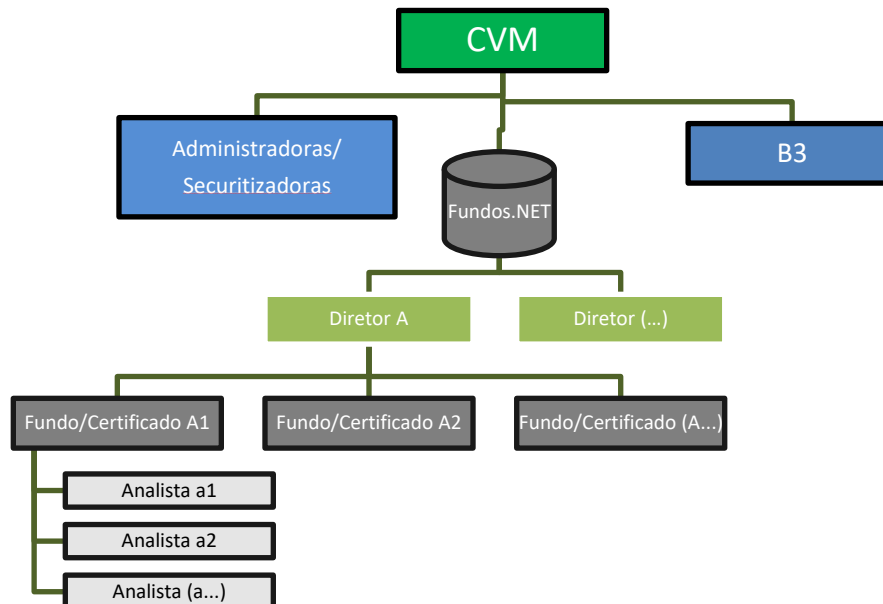 CVM
Administradoras/
Securitizadoras
B3
Fundos.NET
Diretor A
Diretor (...)
Fundo/Certificado A1
Fundo/Certificado A2
Fundo/Certificado (A...)
Analista a1
Analista a2
Analista (a...)